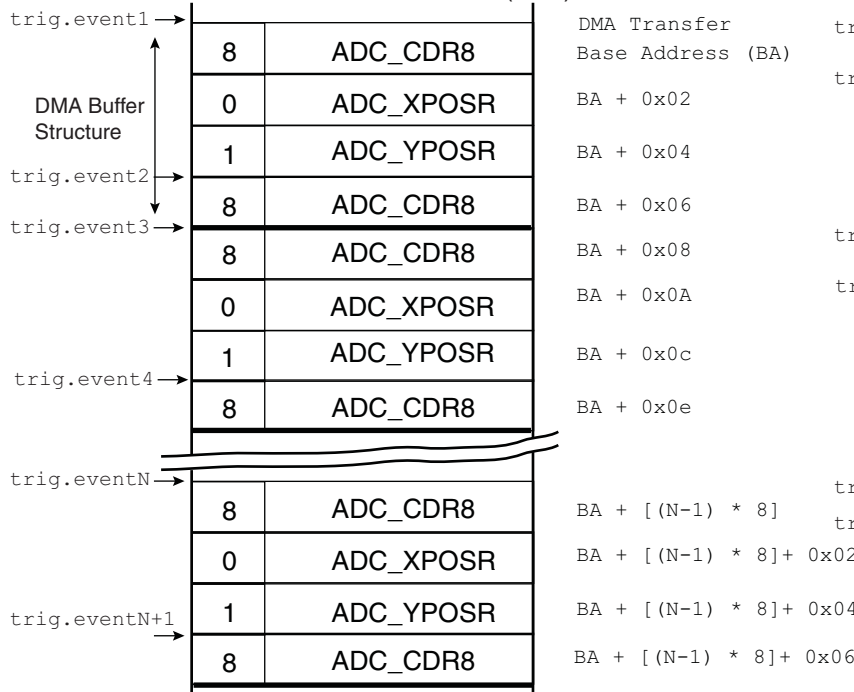 trig.event1
DMA Transfer
Base Address (BA)
8 ADC_CDR8
DMA Buffer
Structure
0 ADC_XPOSR BA + 0x02
1 ADC_YPOSR BA + 0x04
trig.event2
8 ADC_CDR8 BA + 0x06
trig.event3
8 ADC_CDR8 BA + 0x08
0 ADC_XPOSR BA + 0x0A
1 ADC_YPOSR BA + 0x0c
trig.event4
8 ADC_CDR8 BA + 0x0e
trig.eventN
8 ADC_CDR8 BA + [(N-1) * 8]
0 ADC_XPOSR BA + [(N-1) * 8]+ 0x02
1 ADC_YPOSR BA + [(N-1) * 8]+ 0x04
trig.eventN+1
8 ADC_CDR8 BA + [(N-1) * 8]+ 0x06